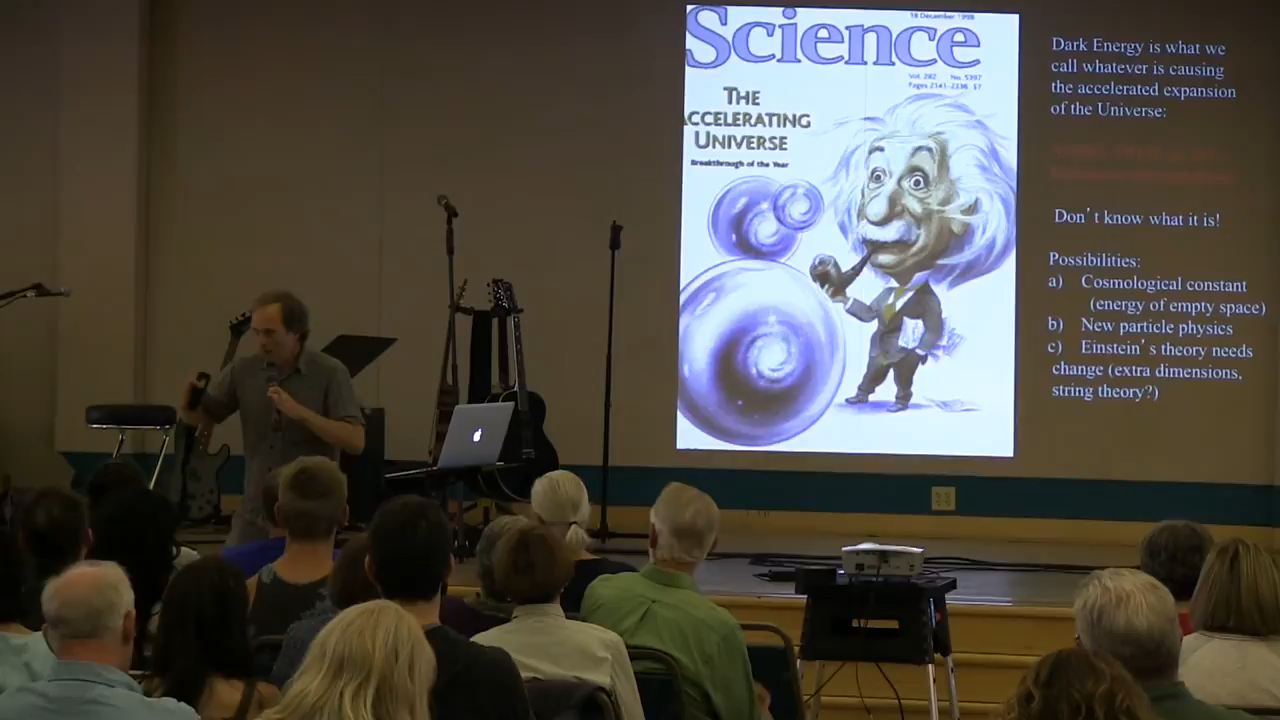 Science
18 December 1998
Vol. 282 No. 5397
Pages 2141-2336 $7
THE
CCELERATING
UNIVERSE
Breakthrough of the Year
Dark Energy is what we
call whatever is causing
the accelerated expansion
of the Universe:
Don't know what it is!
Possibilities:
a) Cosmological constant
(energy of empty space)
b) New particle physics
c) Einstein's theory needs
change (extra dimensions,
string theory?)